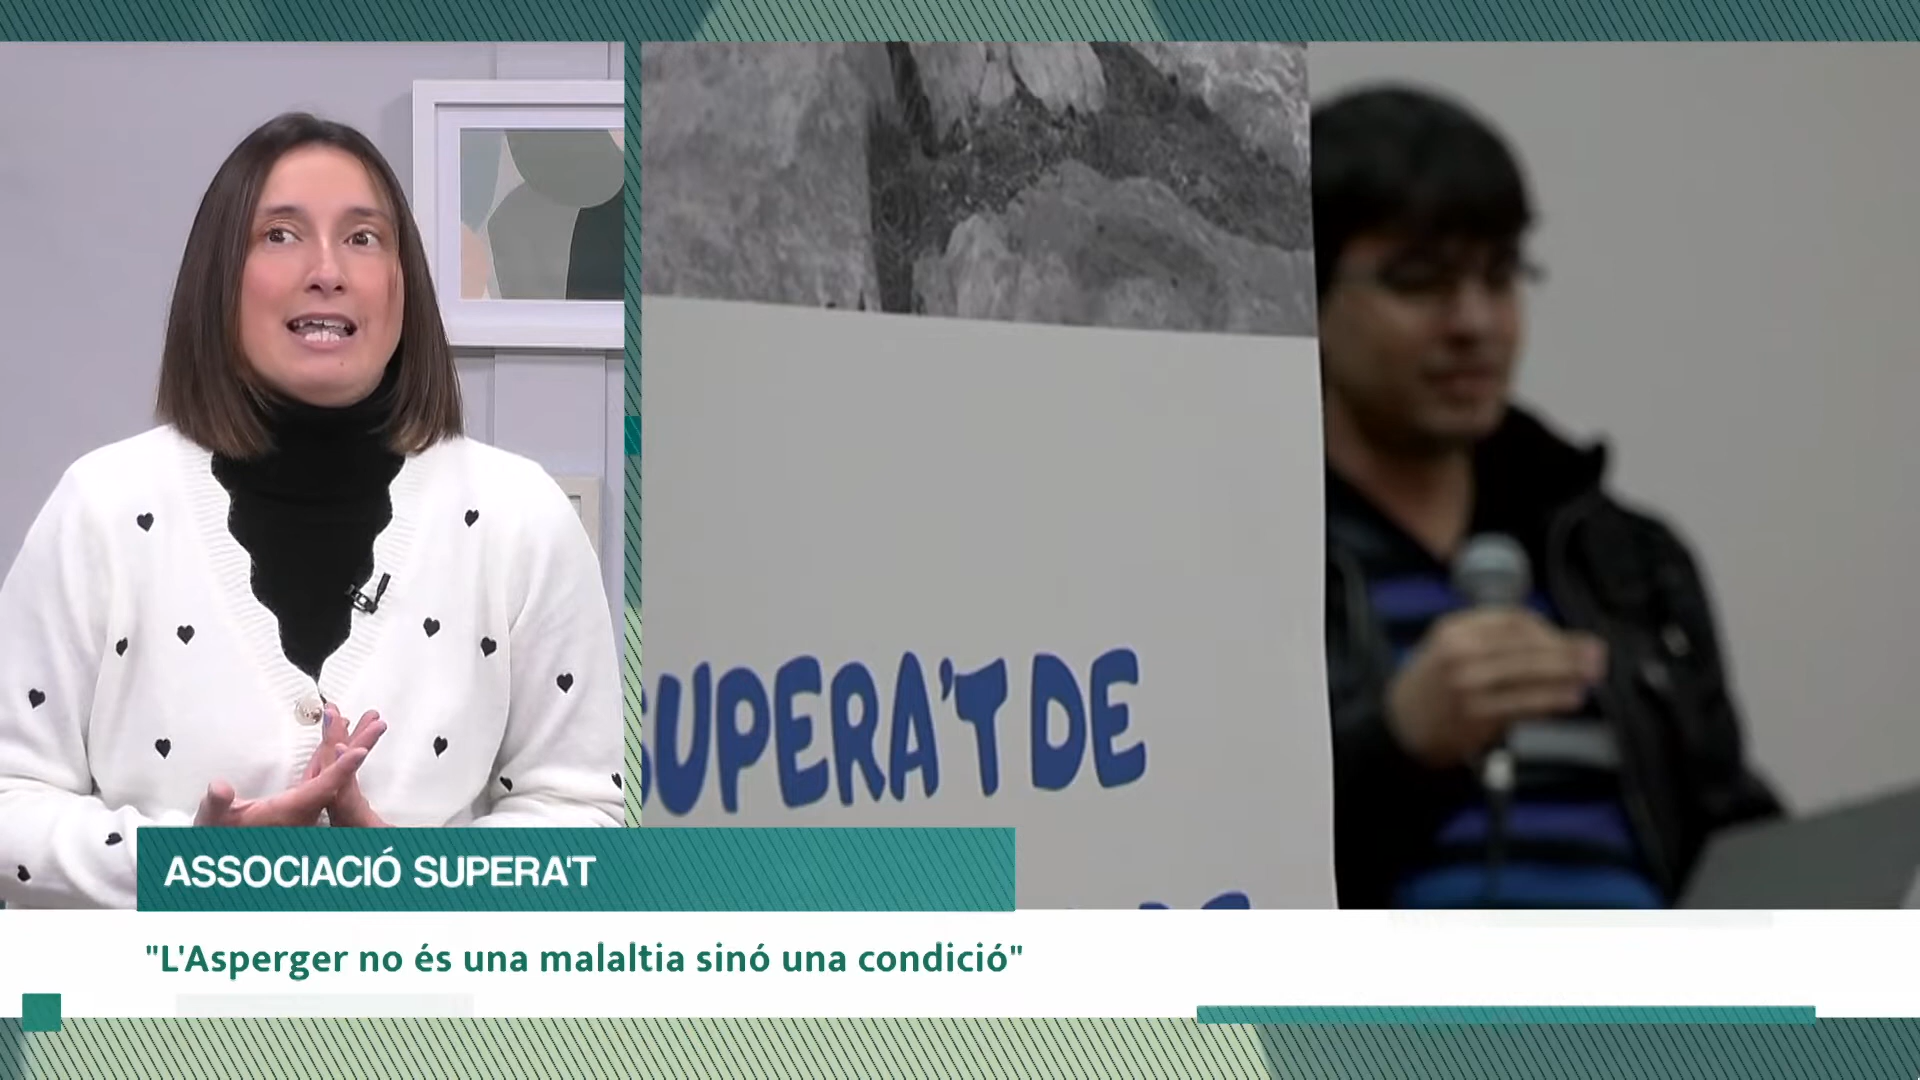 SUPERA'T DE
ASSOCIACIÓ SUPERA'T
"L'Asperger no és una malaltia sinó una condició"